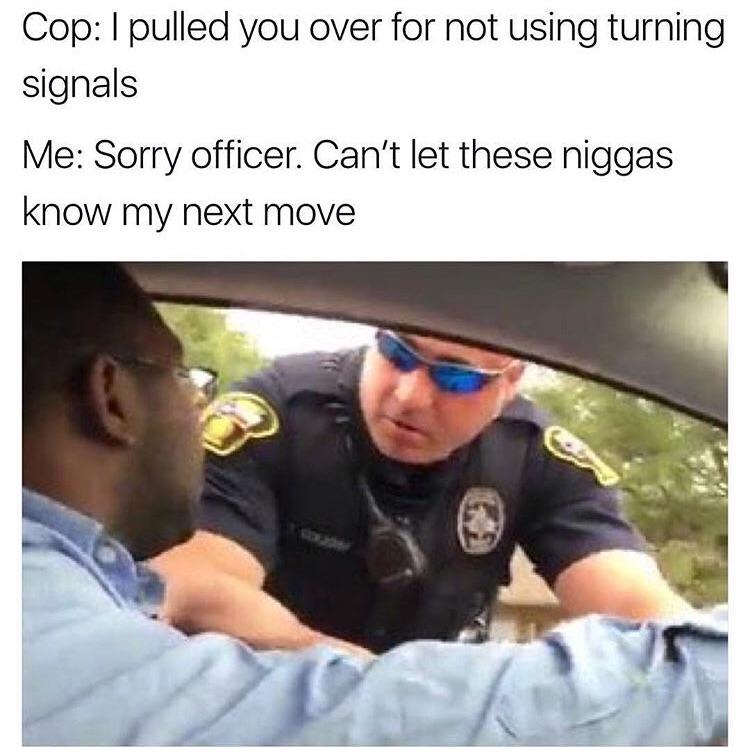 Cop: I pulled you over for not using turning
signals
Me: Sorry officer. Can't let these niggas
know my next move